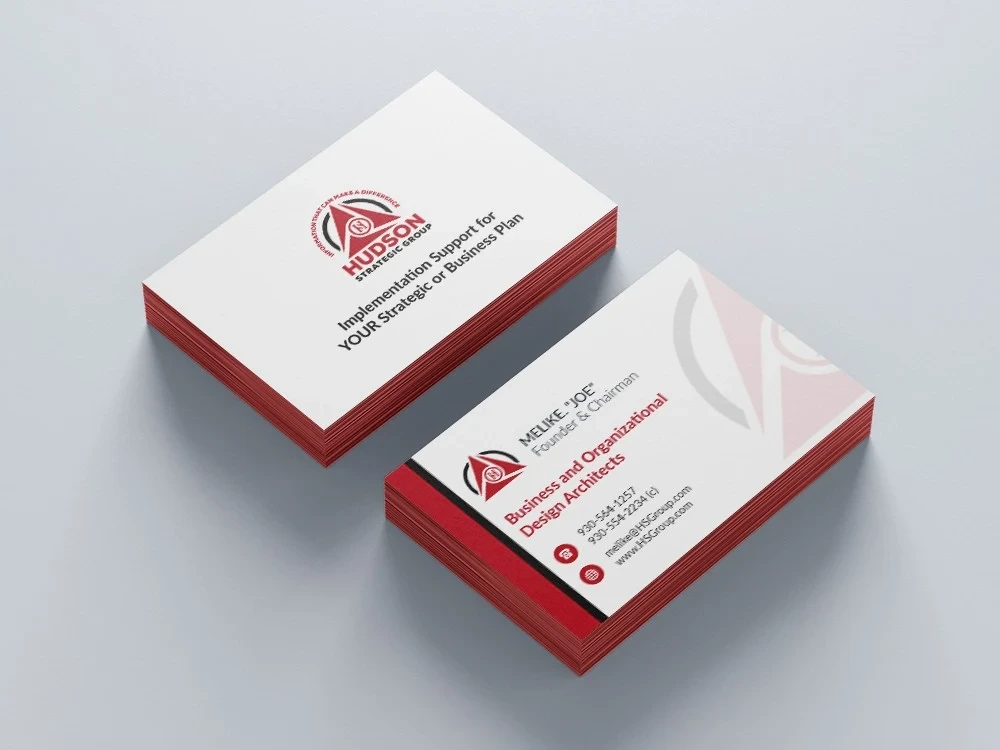 INFORMATION THAT CAN MAKE A DIFFERENCE
HUDSON
STRATEGIC GROUP
Implementation Support for
YOUR Strategic or Business Plan
MELIKE. "JOE"
Founder & Chairman
Business and Organizational
Design Architects
930-564-1257
930-554-2234 (c)
melike@HSGroup.com
www.HSGroup.com